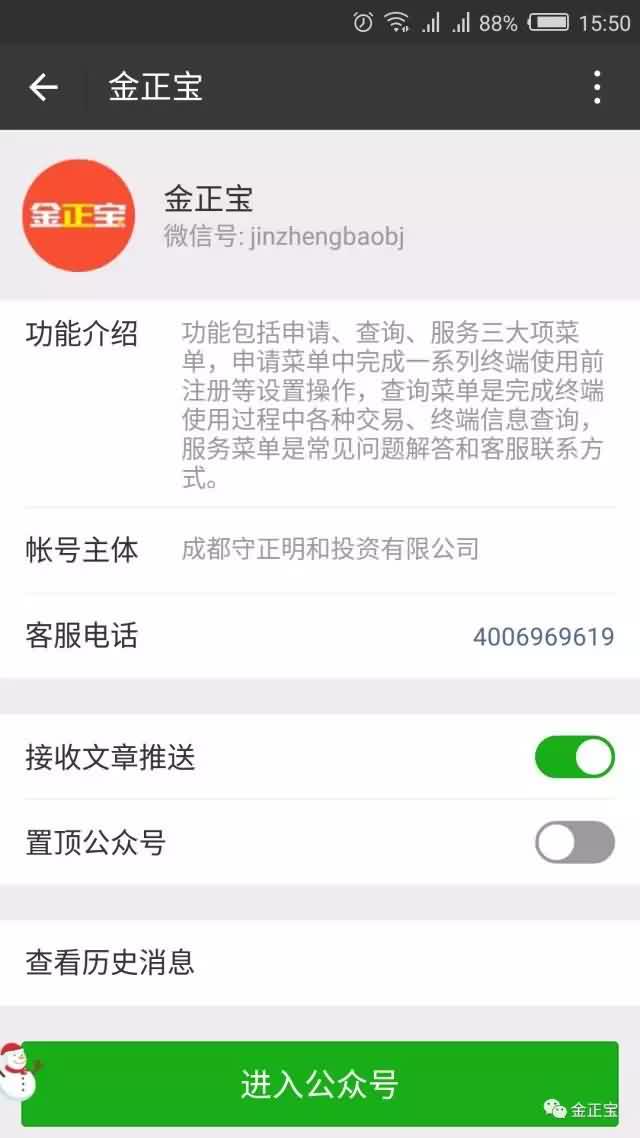 88% 15:50
金正宝
金正宝
金正宝
微信号: jinzhengbaobj
功能介绍
功能包括申请、查询、服务三大项菜
单，申请菜单中完成一系列终端使用前
注册等设置操作，查询菜单是完成终端
使用过程中各种交易、终端信息查询，
服务菜单是常见问题解答和客服联系方
式。
帐号主体 成都守正明和投资有限公司
客服电话 4006969619
接收文章推送
置顶公众号
查看历史消息
进入公众号
金正宝